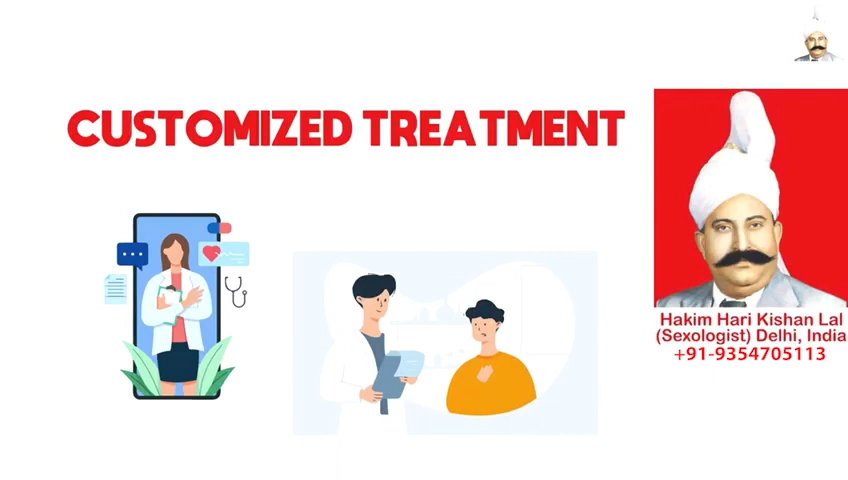 CUSTOMIZED TREATMENT
Hakim Hari Kishan Lal
(Sexologist) Delhi, India
+91-9354705113